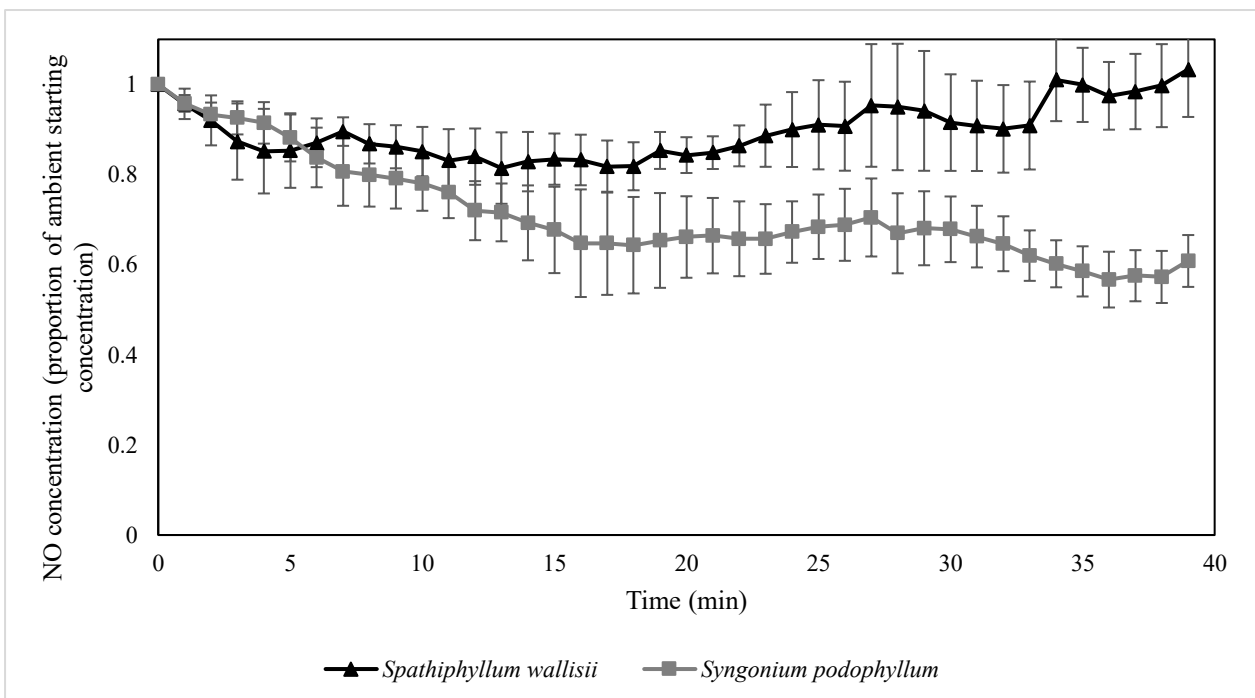 NO concentration (proportion of ambient starting
concentration)
1
0.8
0.6
0.4
0.2
0
0 5 10 15 20 25 30 35 40
Time (min)
Spathiphyllum wallisii Syngonium podophyllum